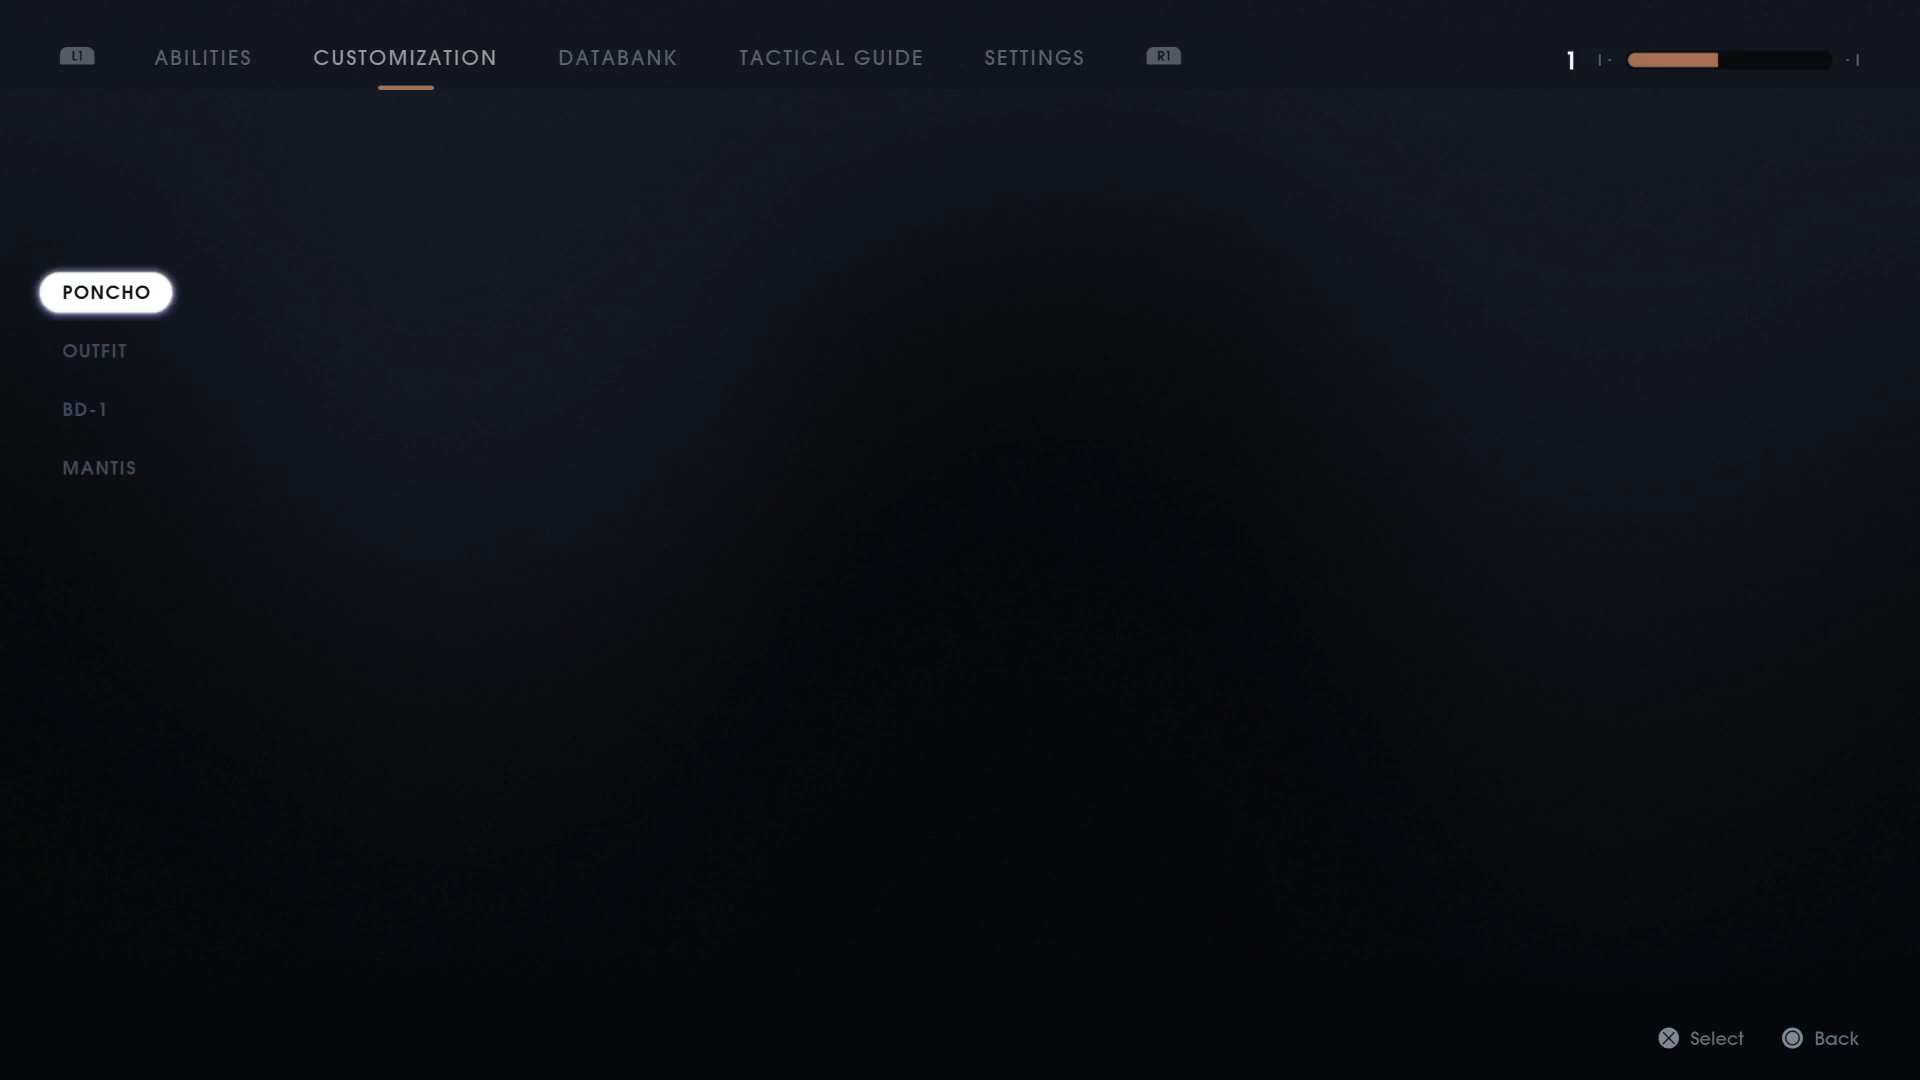 L1 ABILITIES CUSTOMIZATION DATABANK TACTICAL GUIDE SETTINGS R1 1
PONCHO
OUTFIT
BD-1
MANTIS
Select Back